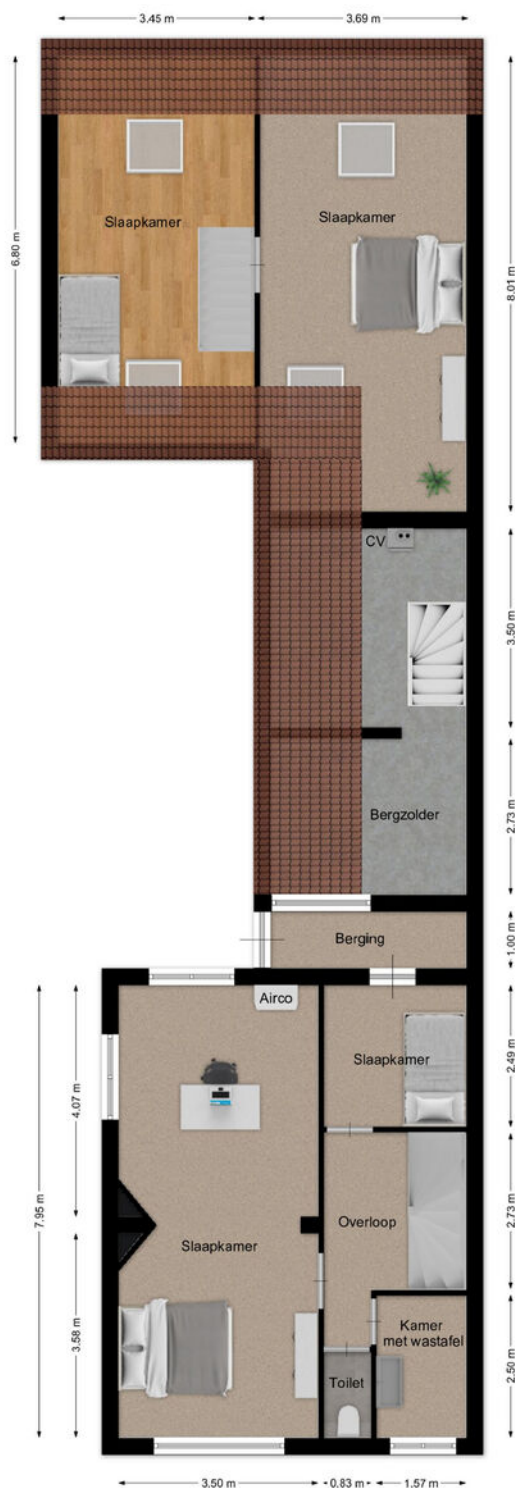 3.45 m
3.69 m
6.80 m
8.01 m
Slaapkamer
Slaapkamer
CV
3.50 m
Bergzolder
2.73 m
Berging
1.00 m
Airco
Slaapkamer
2.49 m
4.07 m
7.95 m
Overloop
2.73 m
Slaapkamer
3.58 m
Kamer
met wastafel
Toilet
2.50 m
3.50 m
0.83 m
1.57 m